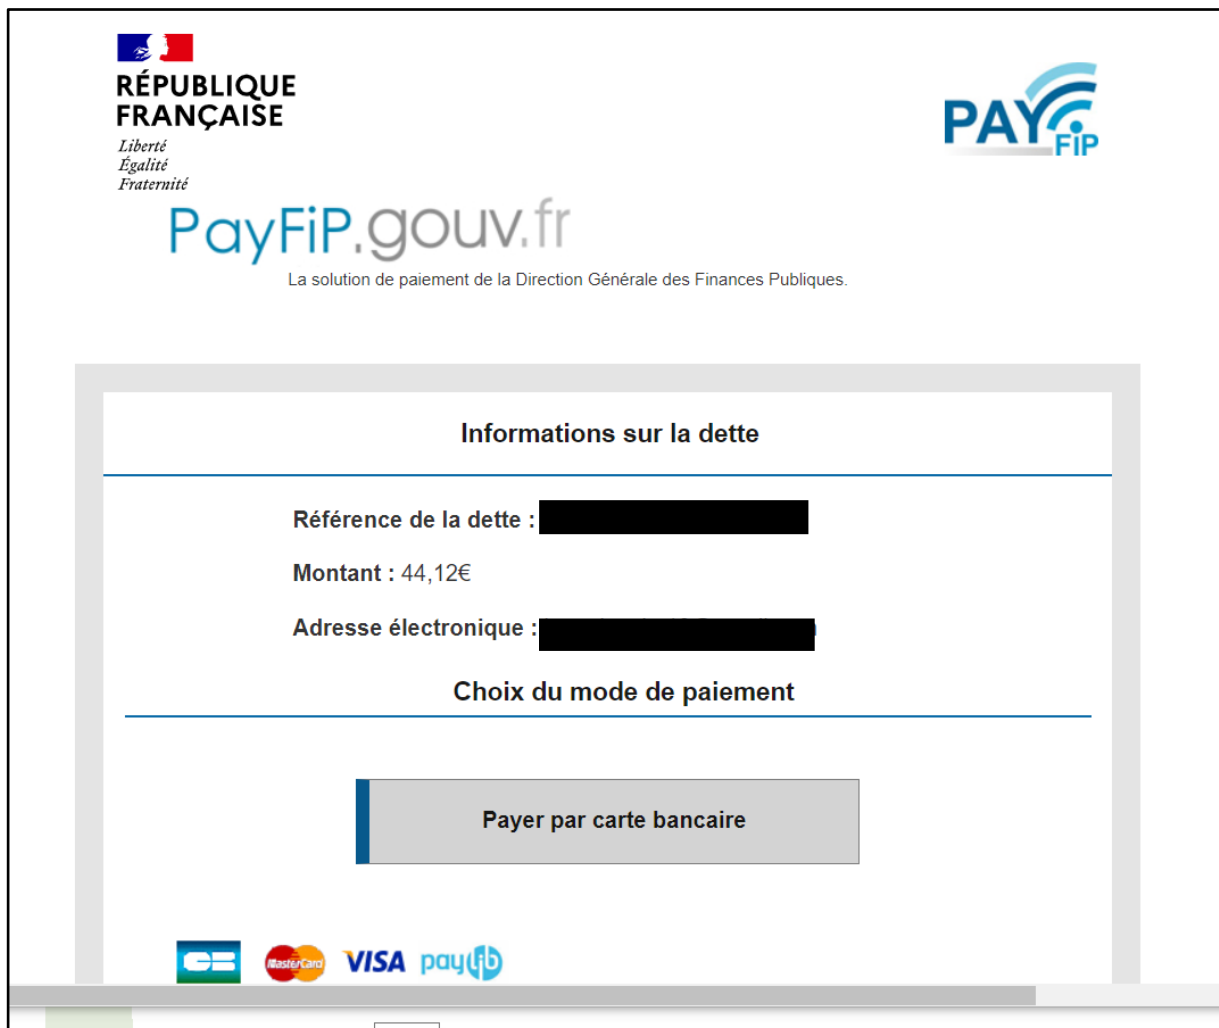 RÉPUBLIQUE
FRANÇAISE
Liberté
Égalité
Fraternité
PAYFiP
PayFiP.gouv.fr
La solution de paiement de la Direction Générale des Finances Publiques.
Informations sur la dette
Référence de la dette :
Montant : 44,12€
Adresse électronique :
Choix du mode de paiement
Payer par carte bancaire
CB MasterCard VISA paylib